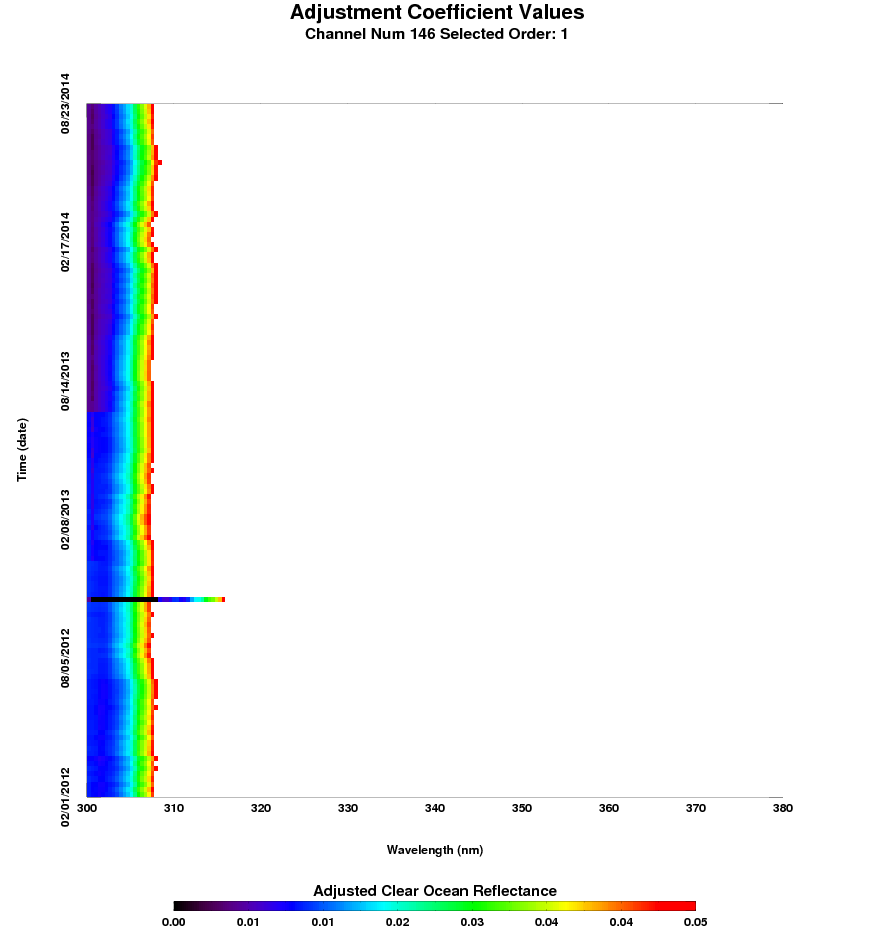 Adjustment Coefficient Values
Channel Num 146 Selected Order: 1
08/23/2014
02/17/2014
08/14/2013
02/08/2013
08/05/2012
02/01/2012
Time (date)
300 310 320 330 340 350 360 370 380
Wavelength (nm)
Adjusted Clear Ocean Reflectance
0.00 0.01 0.01 0.02 0.03 0.04 0.04 0.05